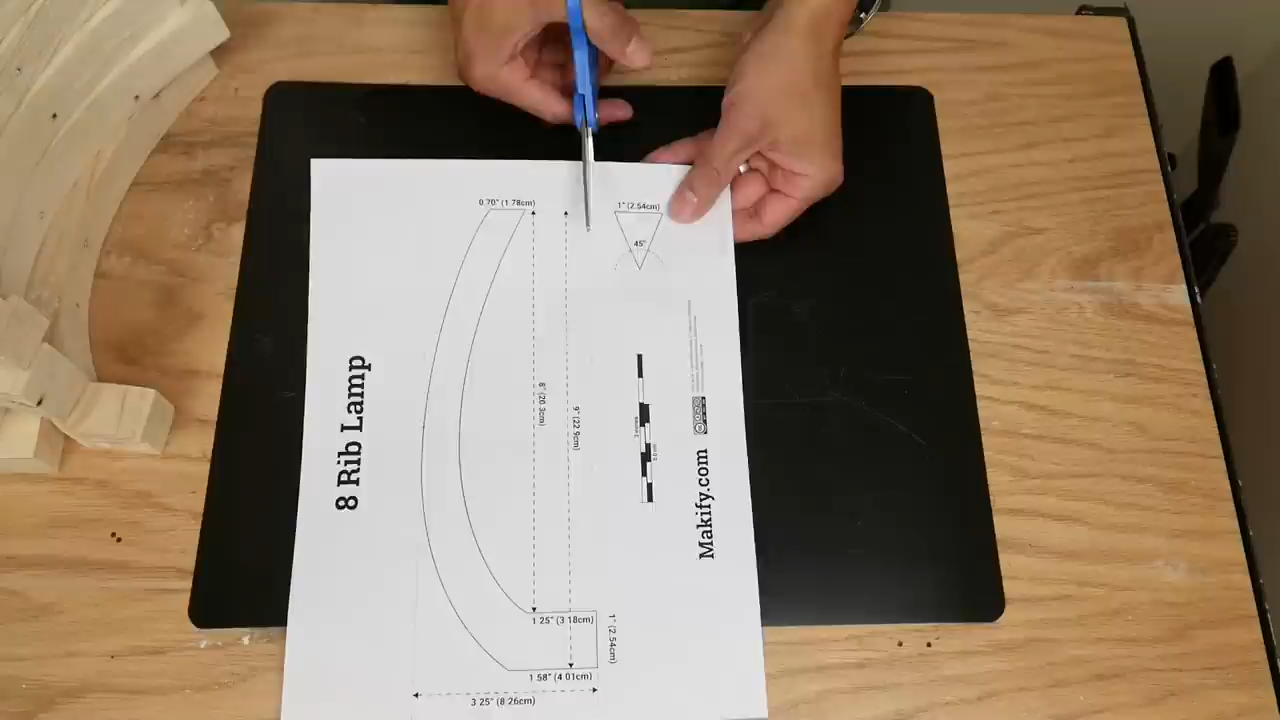 0.70" (1.78cm)
1" (2.54cm)
45°
8" (20.3cm)
9" (22.9cm)
8 Rib Lamp
Makify.com
1.25" (3.18cm)
1" (2.54cm)
1.58" (4.01cm)
3.25" (8.26cm)